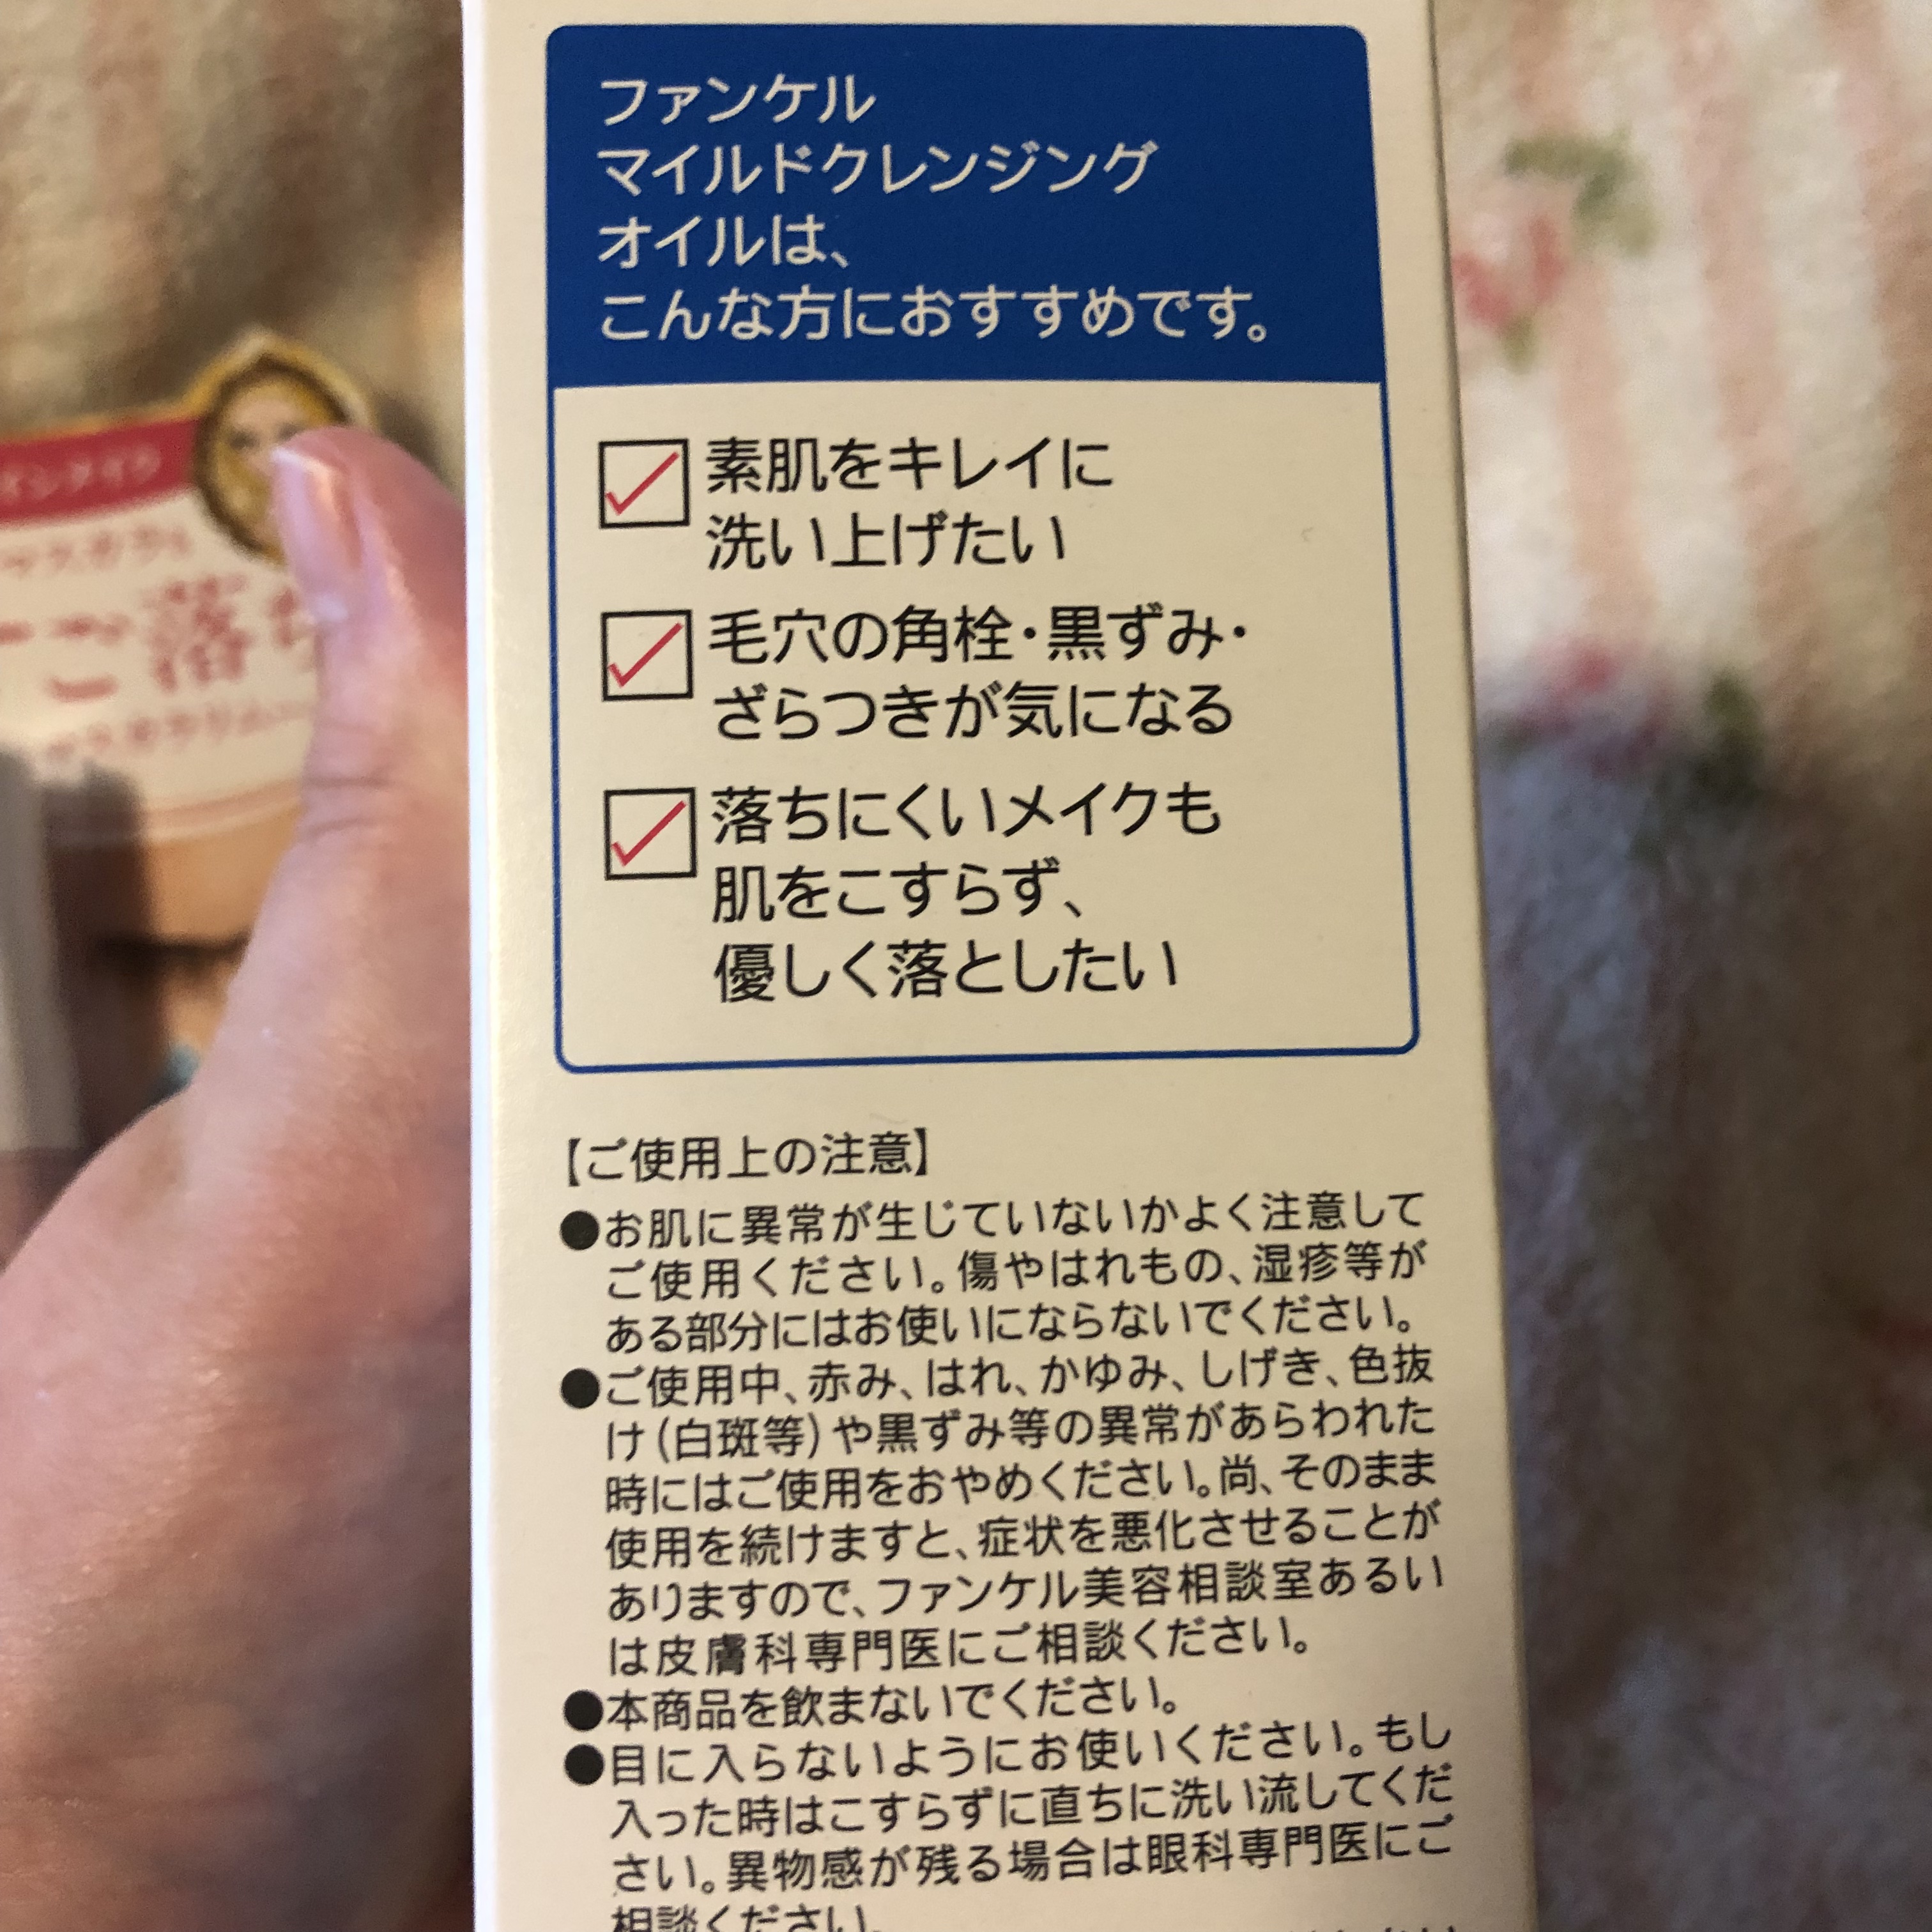 ファンケル
マイルドクレンジング
オイルは、
こんな方におすすめです。
素肌をキレイに
洗い上げたい
毛穴の角栓・黒ずみ・
ざらつきが気になる
落ちにくいメイクも
肌をこすらず、
優しく落としたい
【ご使用上の注意】
●お肌に異常が生じていないかよく注意して
ご使用ください。傷やはれもの、湿疹等が
ある部分にはお使いにならないでください。
●ご使用中、赤み、はれ、かゆみ、しげき、色抜
け(白斑等)や黒ずみ等の異常があらわれた
時にはご使用をおやめください。尚、そのまま
使用を続けますと、症状を悪化させることが
ありますので、ファンケル美容相談室あるい
は皮膚科専門医にご相談ください。
●本商品を飲まないでください。
●目に入らないようにお使いください。もし
入った時はこすらずに直ちに洗い流してくだ
さい。異物感が残る場合は眼科専門医にご
相談ください。
落ち